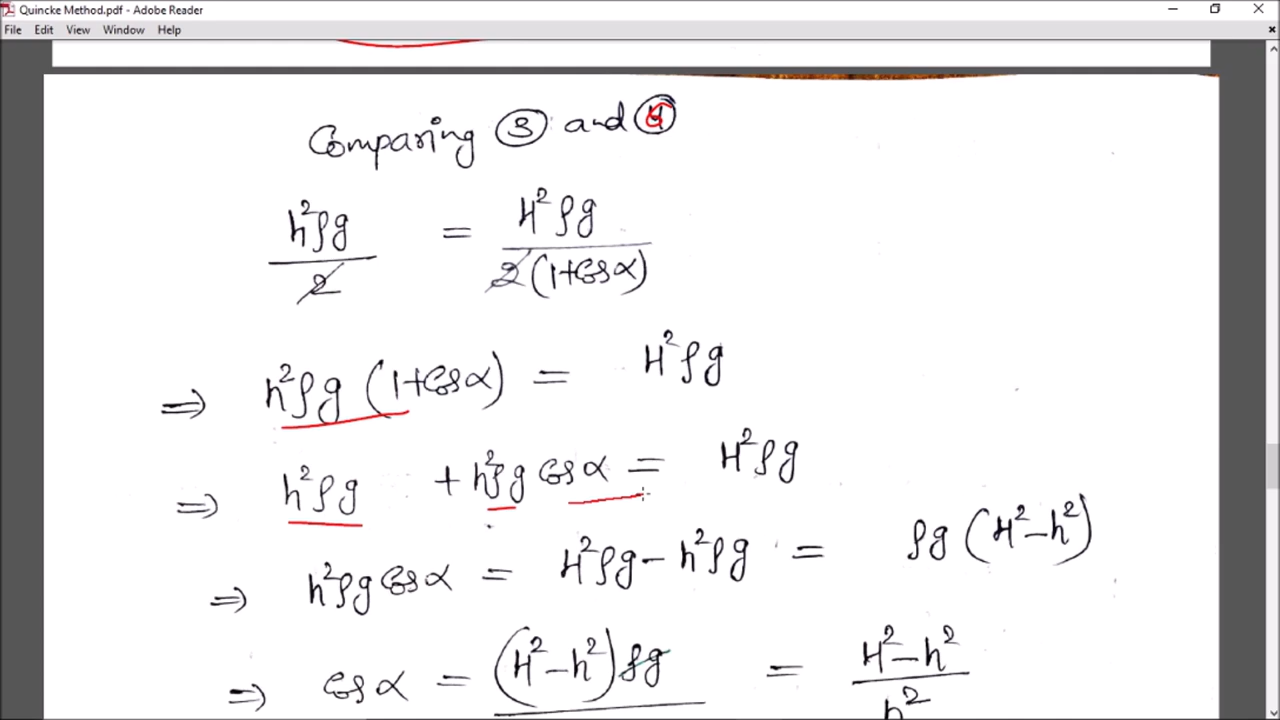 Quincke Method.pdf - Adobe Reader
File Edit View Window Help
Comparing ③ and
h²ρg / 2 = H²ρg / 2(1+Cosα)
⇒ h²ρg (1+Cosα) = H²ρg
⇒ h²ρg + h²ρg Cosα = H²ρg
⇒ h²ρg Cosα = H²ρg − h²ρg = ρg (H²−h²)
⇒ Cosα = (H²−h²)ρg = H²−h² / h²